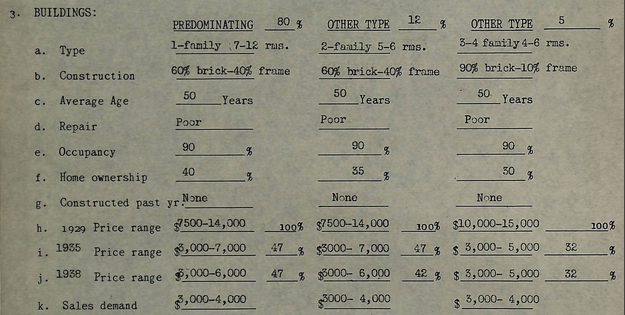 3. BUILDINGS:
PREDOMINATING 80 % OTHER TYPE 12 % OTHER TYPE 5 %
a. Type 1-family 7-12 rms. 2-family 5-6 rms. 3-4 family 4-6 rms.
b. Construction 60% brick-40% frame 60% brick-40% frame 90% brick-10% frame
c. Average Age 50 Years 50 Years 50 Years
d. Repair Poor Poor Poor
e. Occupancy 90 % 90 % 90 %
f. Home ownership 40 % 35 % 30 %
g. Constructed past yr. None None None
h. 1929 Price range $7500-14,000 100% $7500-14,000 100% $10,000-15,000 100%
i. 1935 Price range $3,000-7,000 47 % $3000- 7,000 47 % $ 3,000- 5,000 32 %
j. 1938 Price range $3,000-6,000 47 % $3000- 6,000 42 % $ 3,000- 5,000 32 %
k. Sales demand $3,000-4,000 $3000- 4,000 $ 3,000- 4,000